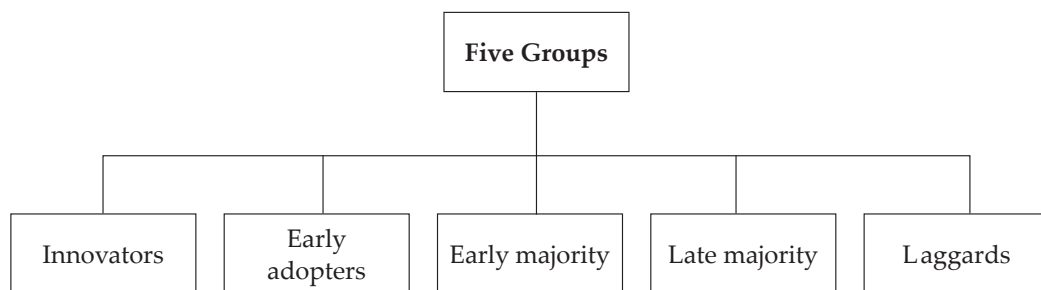 Five Groups
Innovators
Early
adopters
Early majority
Late majority
Laggards